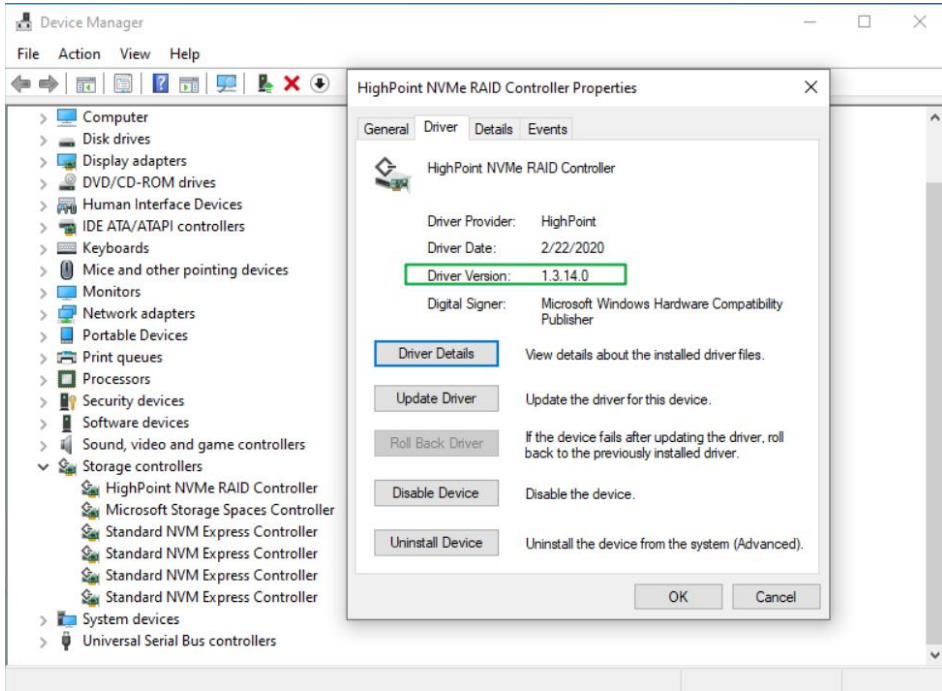 Device Manager
File Action View Help
Computer
Disk drives
Display adapters
DVD/CD-ROM drives
Human Interface Devices
IDE ATA/ATAPI controllers
Keyboards
Mice and other pointing devices
Monitors
Network adapters
Portable Devices
Print queues
Processors
Security devices
Software devices
Sound, video and game controllers
Storage controllers
HighPoint NVMe RAID Controller
Microsoft Storage Spaces Controller
Standard NVM Express Controller
Standard NVM Express Controller
Standard NVM Express Controller
Standard NVM Express Controller
System devices
Universal Serial Bus controllers
HighPoint NVMe RAID Controller Properties
General Driver Details Events
HighPoint NVMe RAID Controller
Driver Provider: HighPoint
Driver Date: 2/22/2020
Driver Version: 1.3.14.0
Digital Signer: Microsoft Windows Hardware Compatibility
Publisher
Driver Details View details about the installed driver files.
Update Driver Update the driver for this device.
Roll Back Driver If the device fails after updating the driver, roll
back to the previously installed driver.
Disable Device Disable the device.
Uninstall Device Uninstall the device from the system (Advanced).
OK Cancel